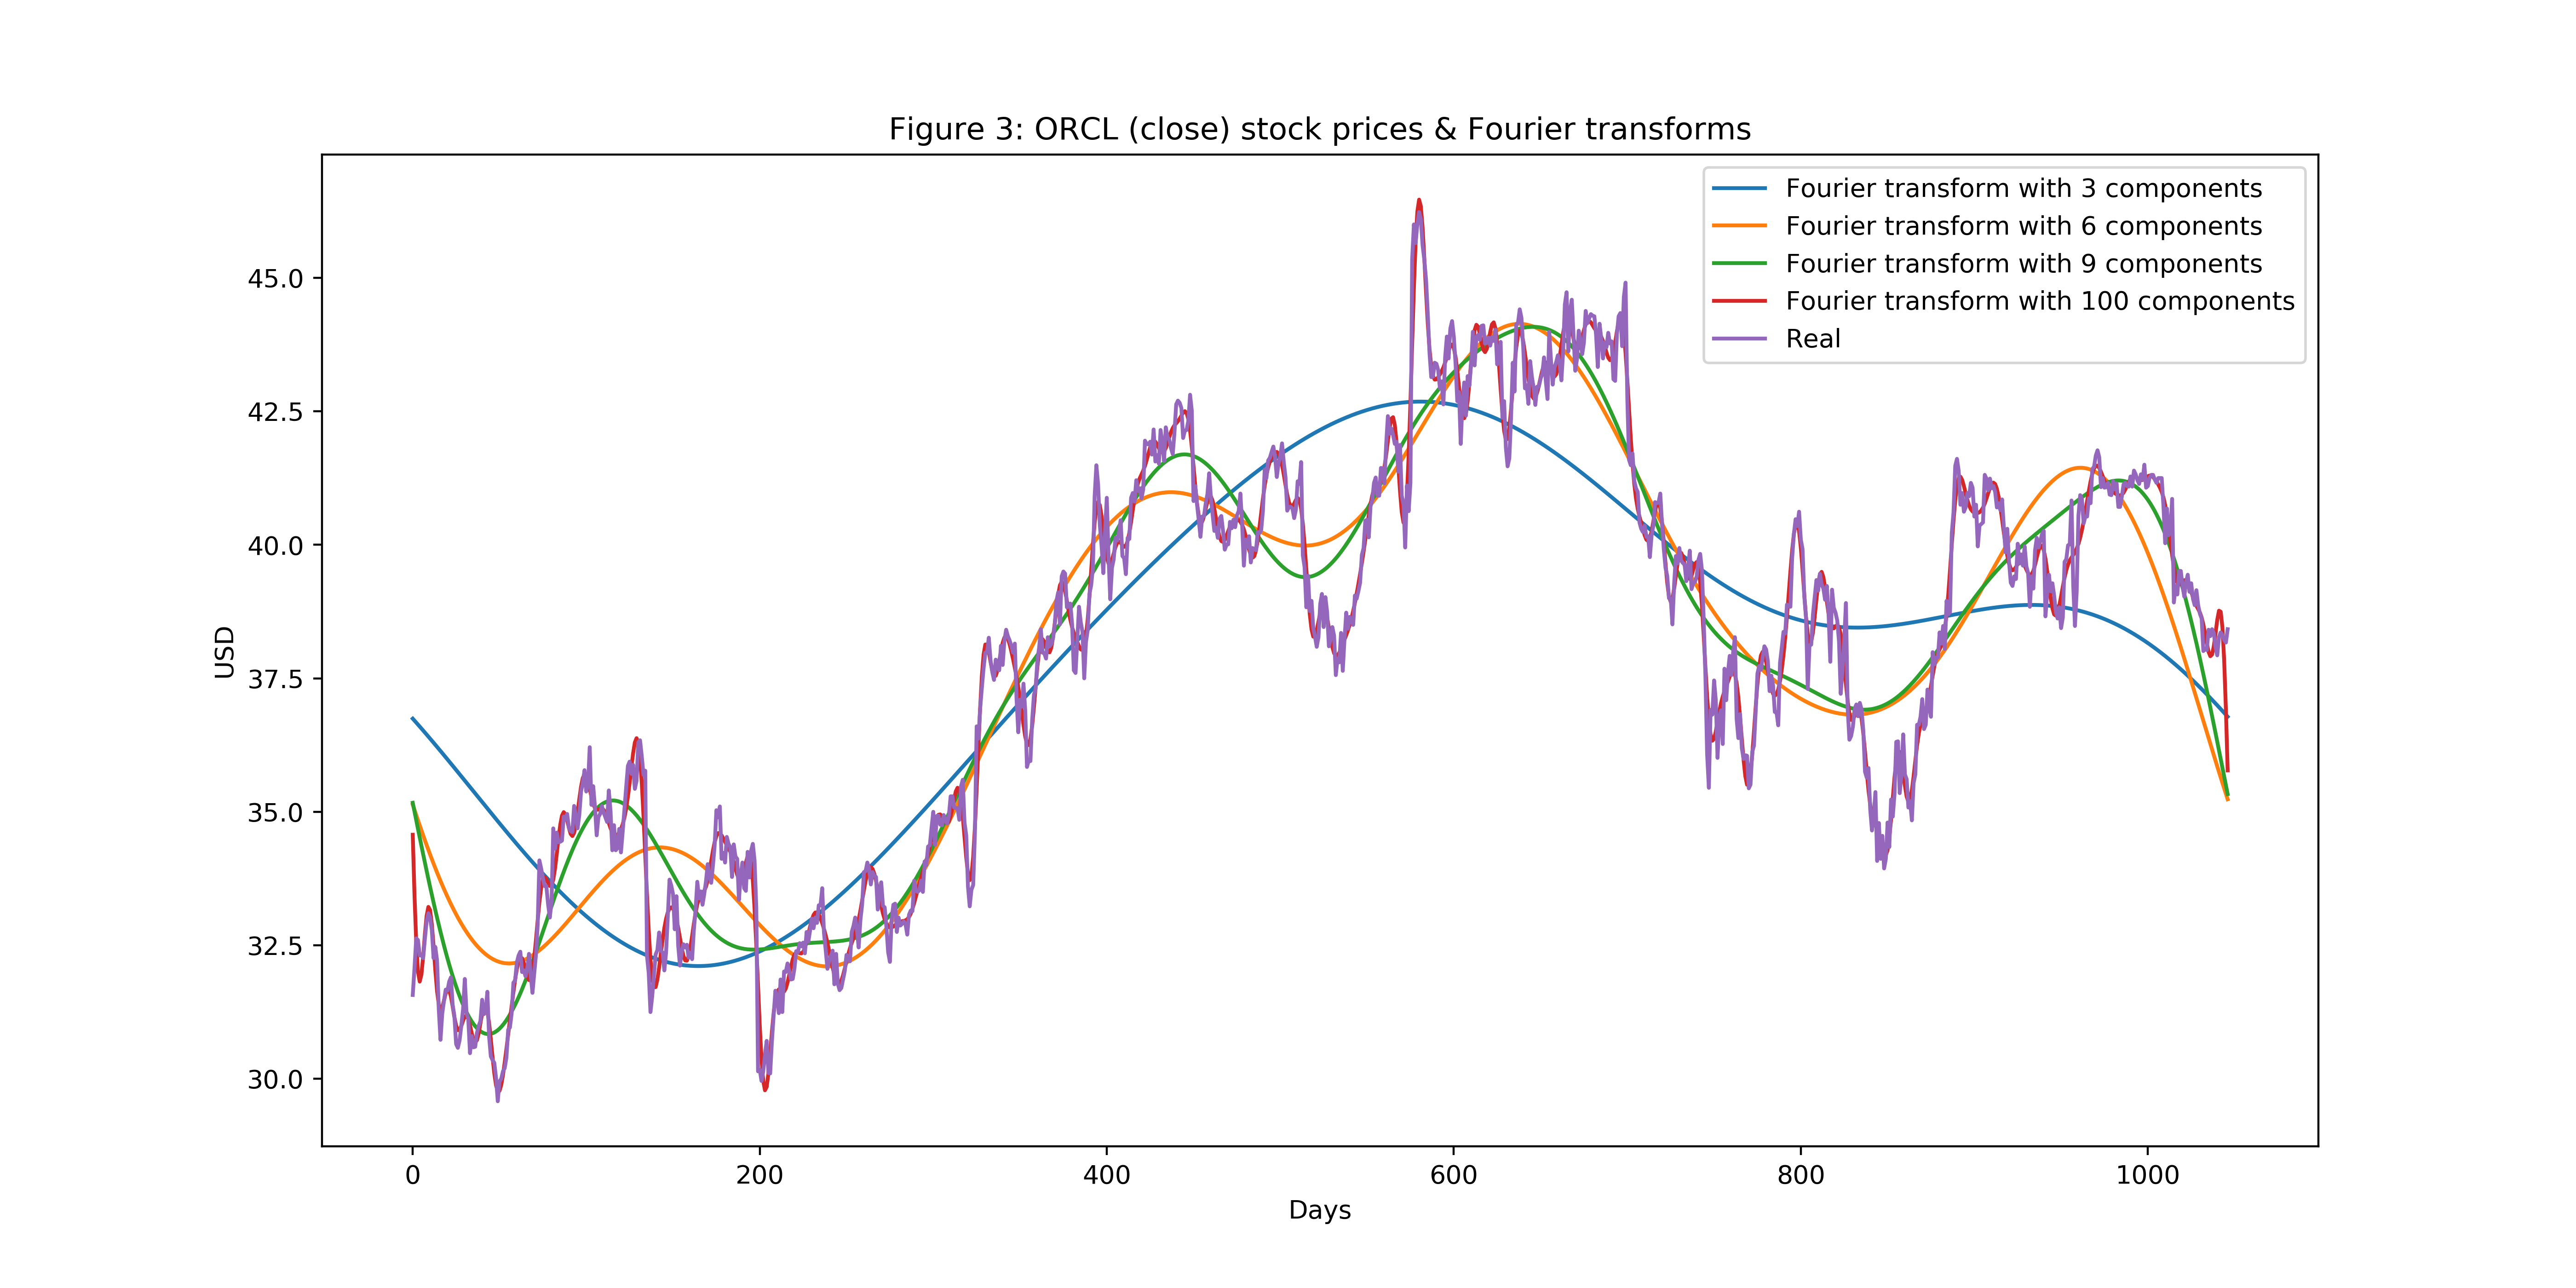 Figure 3: ORCL (close) stock prices & Fourier transforms
Fourier transform with 3 components
Fourier transform with 6 components
Fourier transform with 9 components
Fourier transform with 100 components
Real
45.0
42.5
40.0
37.5
35.0
32.5
30.0
USD
0 200 400 600 800 1000
Days